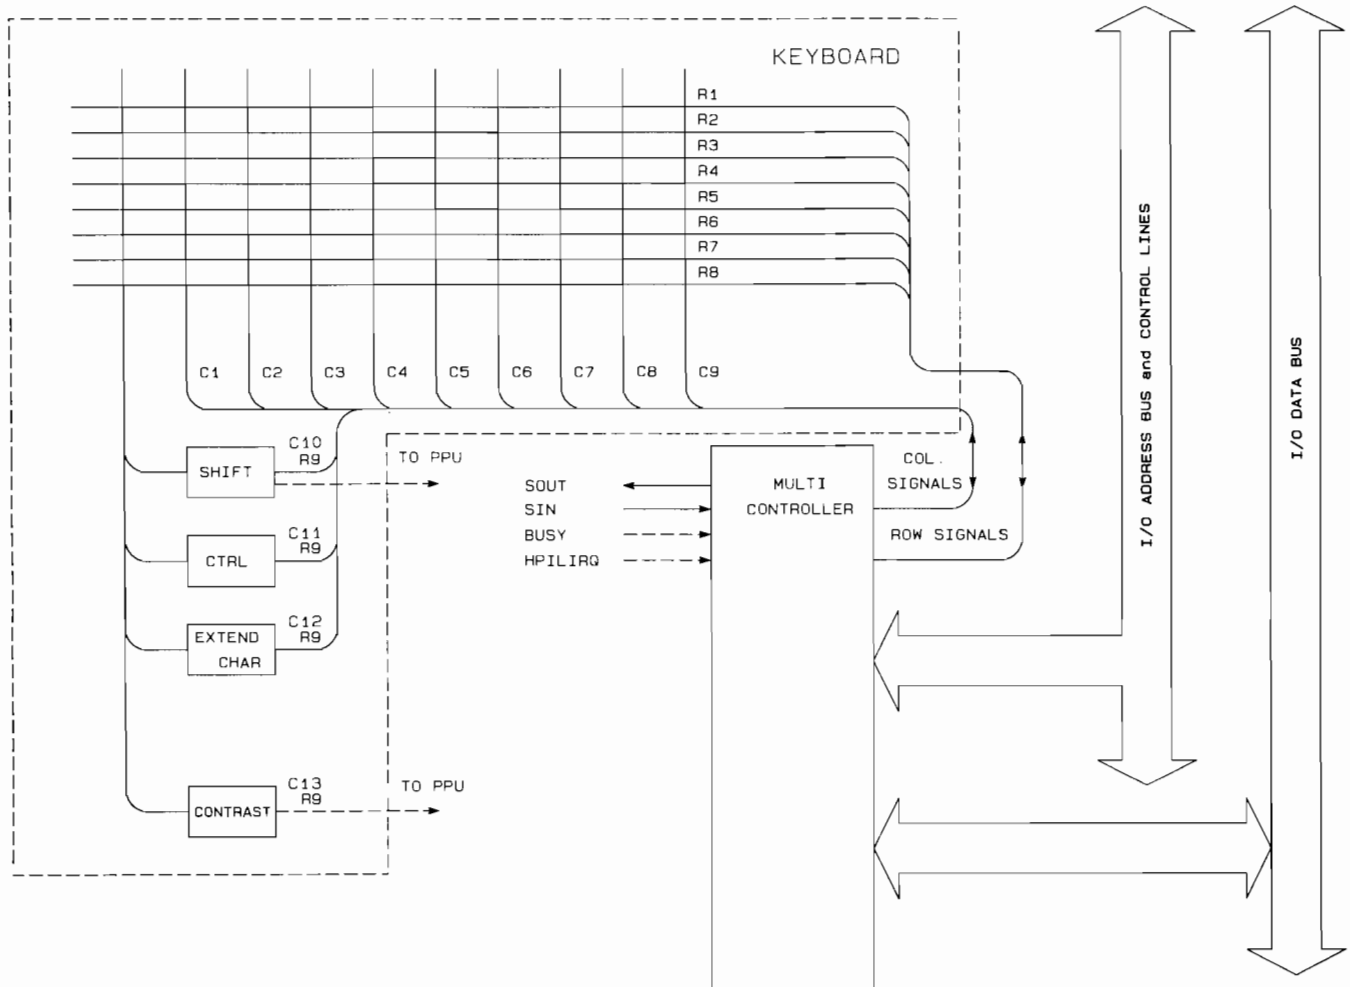 KEYBOARD
R1
R2
R3
R4
R5
R6
R7
R8
C1 C2 C3 C4 C5 C6 C7 C8 C9
C10
R9
SHIFT
TO PPU
C11
R9
CTRL
C12
R9
EXTEND
CHAR
C13
R9
CONTRAST
TO PPU
SOUT
SIN
BUSY
HPILIRQ
MULTI
CONTROLLER
COL.
SIGNALS
ROW SIGNALS
I/O ADDRESS BUS and CONTROL LINES
I/O DATA BUS